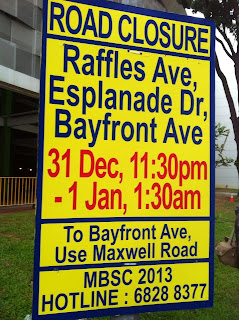 ROAD CLOSURE
Raffles Ave,
Esplanade Dr,
Bayfront Ave
31 Dec, 11:30pm
- 1 Jan, 1:30am
To Bayfront Ave,
Use Maxwell Road
MBSC 2013
HOTLINE : 6828 8377